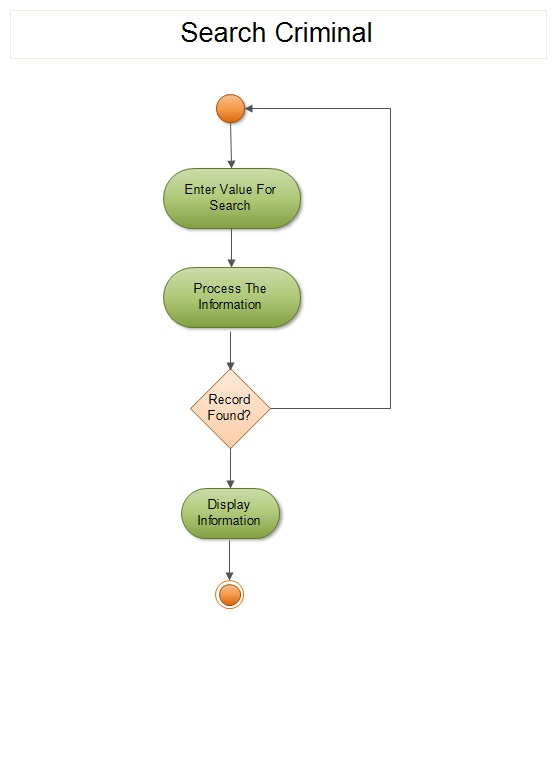 Search Criminal
Enter Value For
Search
Process The
Information
Record
Found?
Display
Information